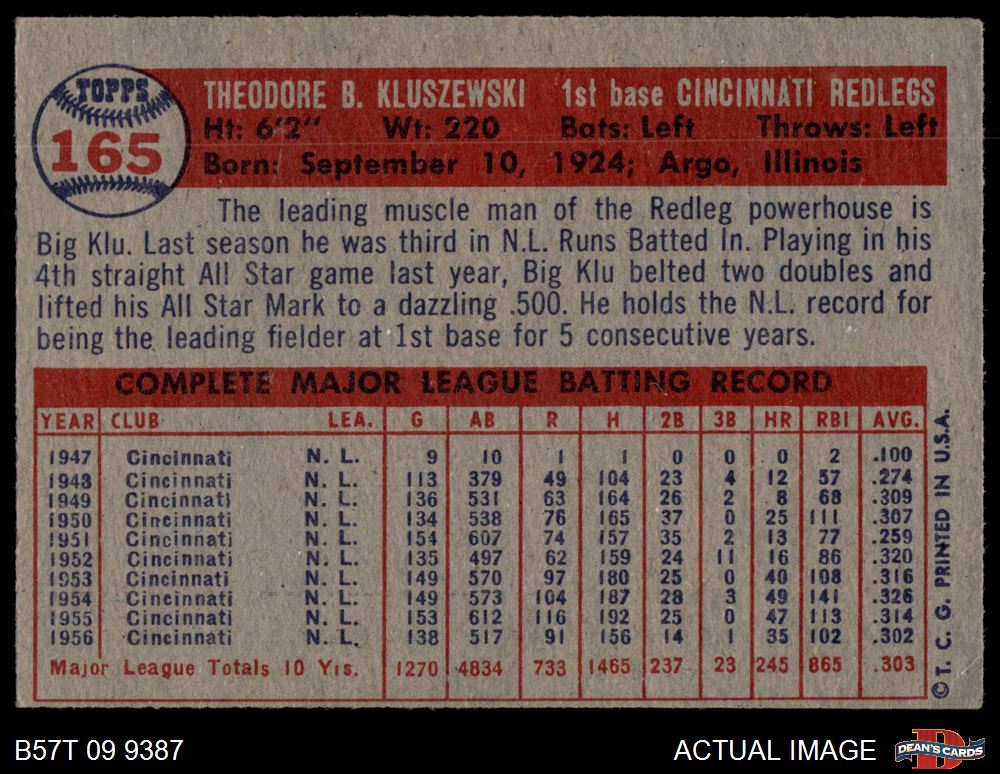 TOPPS
165
THEODORE B. KLUSZEWSKI 1st base CINCINNATI REDLEGS
Ht: 6'2" Wt: 220 Bats: Left Throws: Left
Born: September 10, 1924; Argo, Illinois
The leading muscle man of the Redleg powerhouse is
Big Klu. Last season he was third in N.L. Runs Batted In. Playing in his
4th straight All Star game last year, Big Klu belted two doubles and
lifted his All Star Mark to a dazzling .500. He holds the N.L. record for
being the leading fielder at 1st base for 5 consecutive years.
COMPLETE MAJOR LEAGUE BATTING RECORD
YEAR CLUB LEA. G AB R H 2B 3B HR RBI AVG.
1947 Cincinnati N. L. 9 10 1 1 0 0 0 2 .100
1948 Cincinnati N. L. 113 379 49 104 23 4 12 57 .274
1949 Cincinnati N. L. 136 531 63 164 26 2 8 68 .309
1950 Cincinnati N. L. 134 538 76 165 37 0 25 111 .307
1951 Cincinnati N. L. 154 607 74 157 35 2 13 77 .259
1952 Cincinnati N. L. 135 497 62 159 24 11 16 86 .320
1953 Cincinnati N. L. 149 570 97 180 25 0 40 108 .316
1954 Cincinnati N. L. 149 573 104 187 28 3 49 141 .326
1955 Cincinnati N. L. 153 612 116 192 25 0 47 113 .314
1956 Cincinnati N. L. 138 517 91 156 14 1 35 102 .302
Major League Totals 10 Yrs. 1270 4834 733 1465 237 23 245 865 .303
© T. C. G. PRINTED IN U.S.A.
B57T 09 9387 ACTUAL IMAGE
DEAN'S CARDS